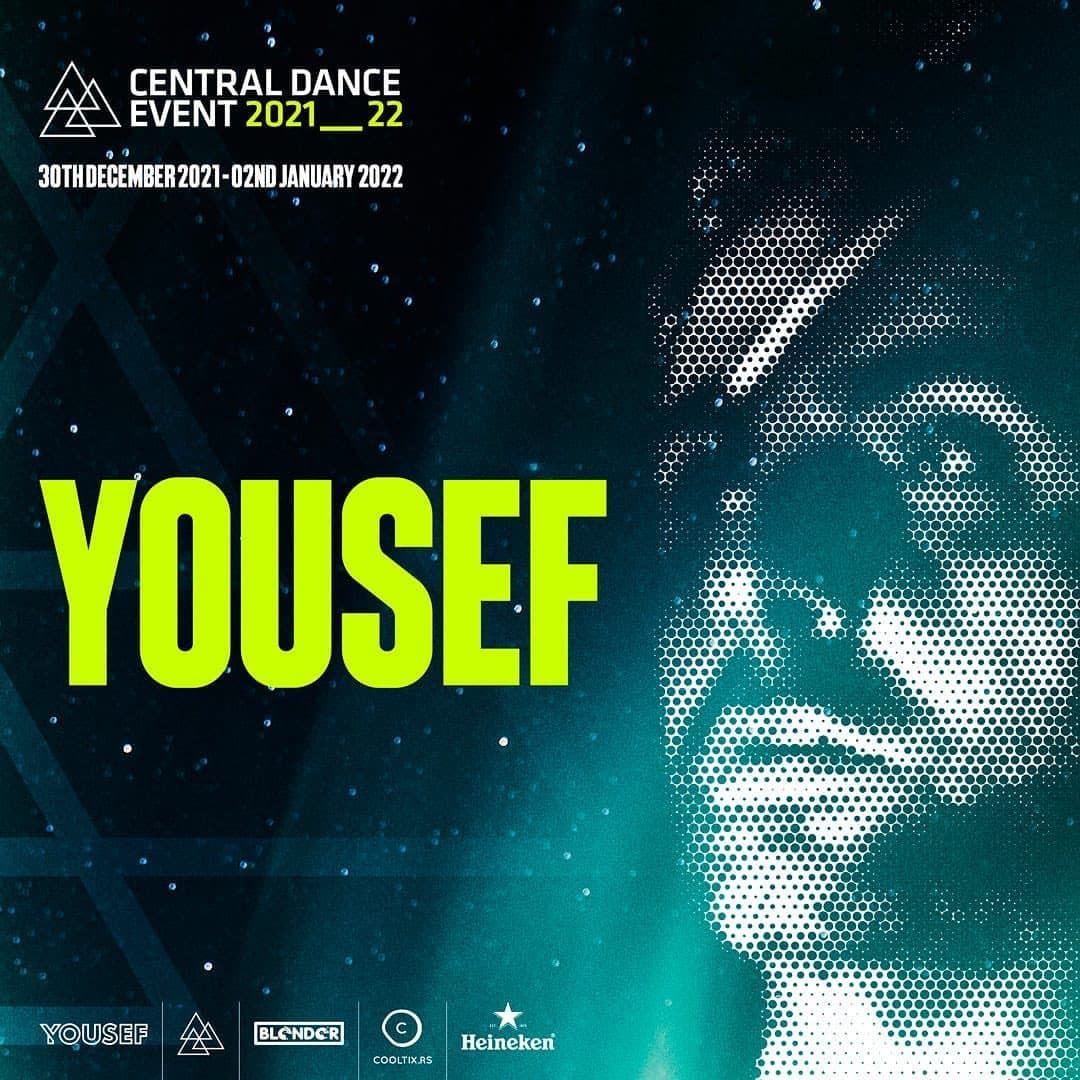 CENTRAL DANCE
EVENT 2021__22
30TH DECEMBER 2021 - 02ND JANUARY 2022
YOUSEF
YOUSEF
BLENDER
C
COOLTIX.RS
Heineken